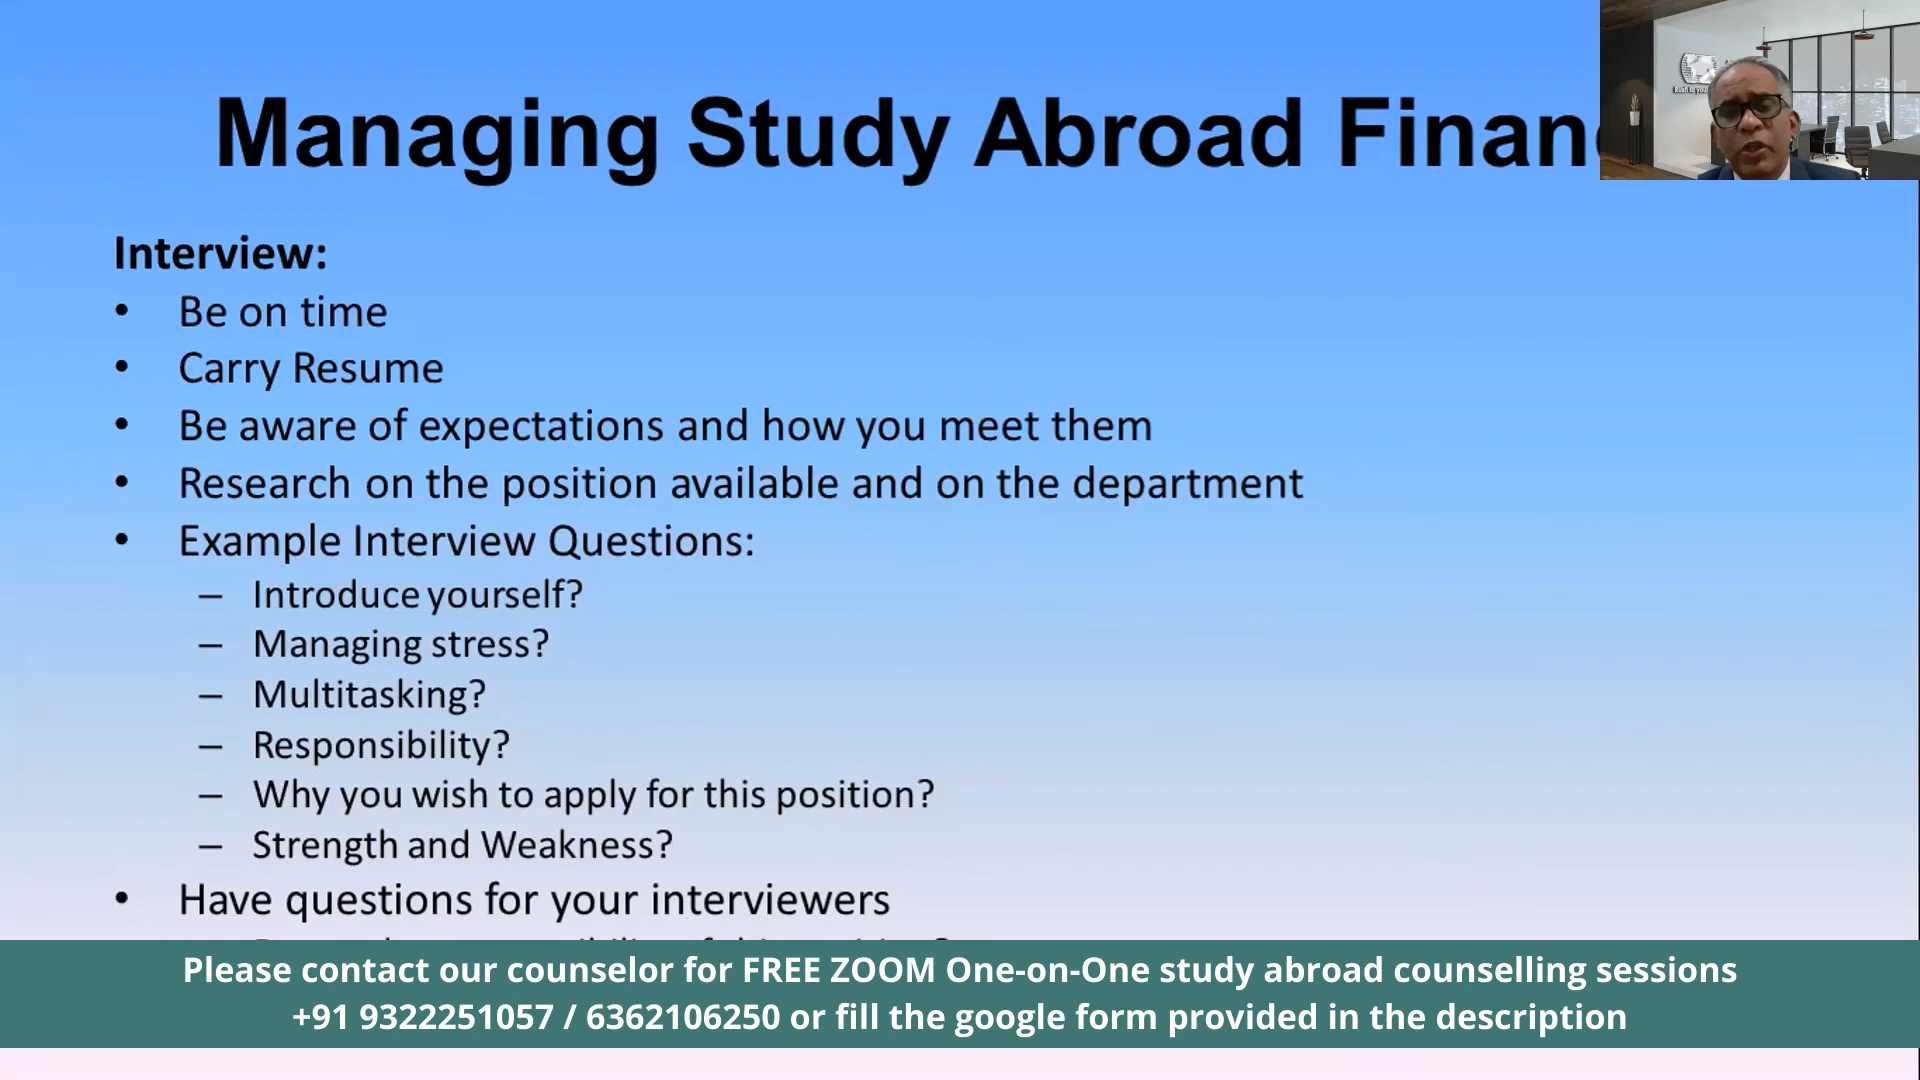 Managing Study Abroad Finan
Interview:
• Be on time
• Carry Resume
• Be aware of expectations and how you meet them
• Research on the position available and on the department
• Example Interview Questions:
– Introduce yourself?
– Managing stress?
– Multitasking?
– Responsibility?
– Why you wish to apply for this position?
– Strength and Weakness?
• Have questions for your interviewers
Please contact our counselor for FREE ZOOM One-on-One study abroad counselling sessions
+91 9322251057 / 6362106250 or fill the google form provided in the description